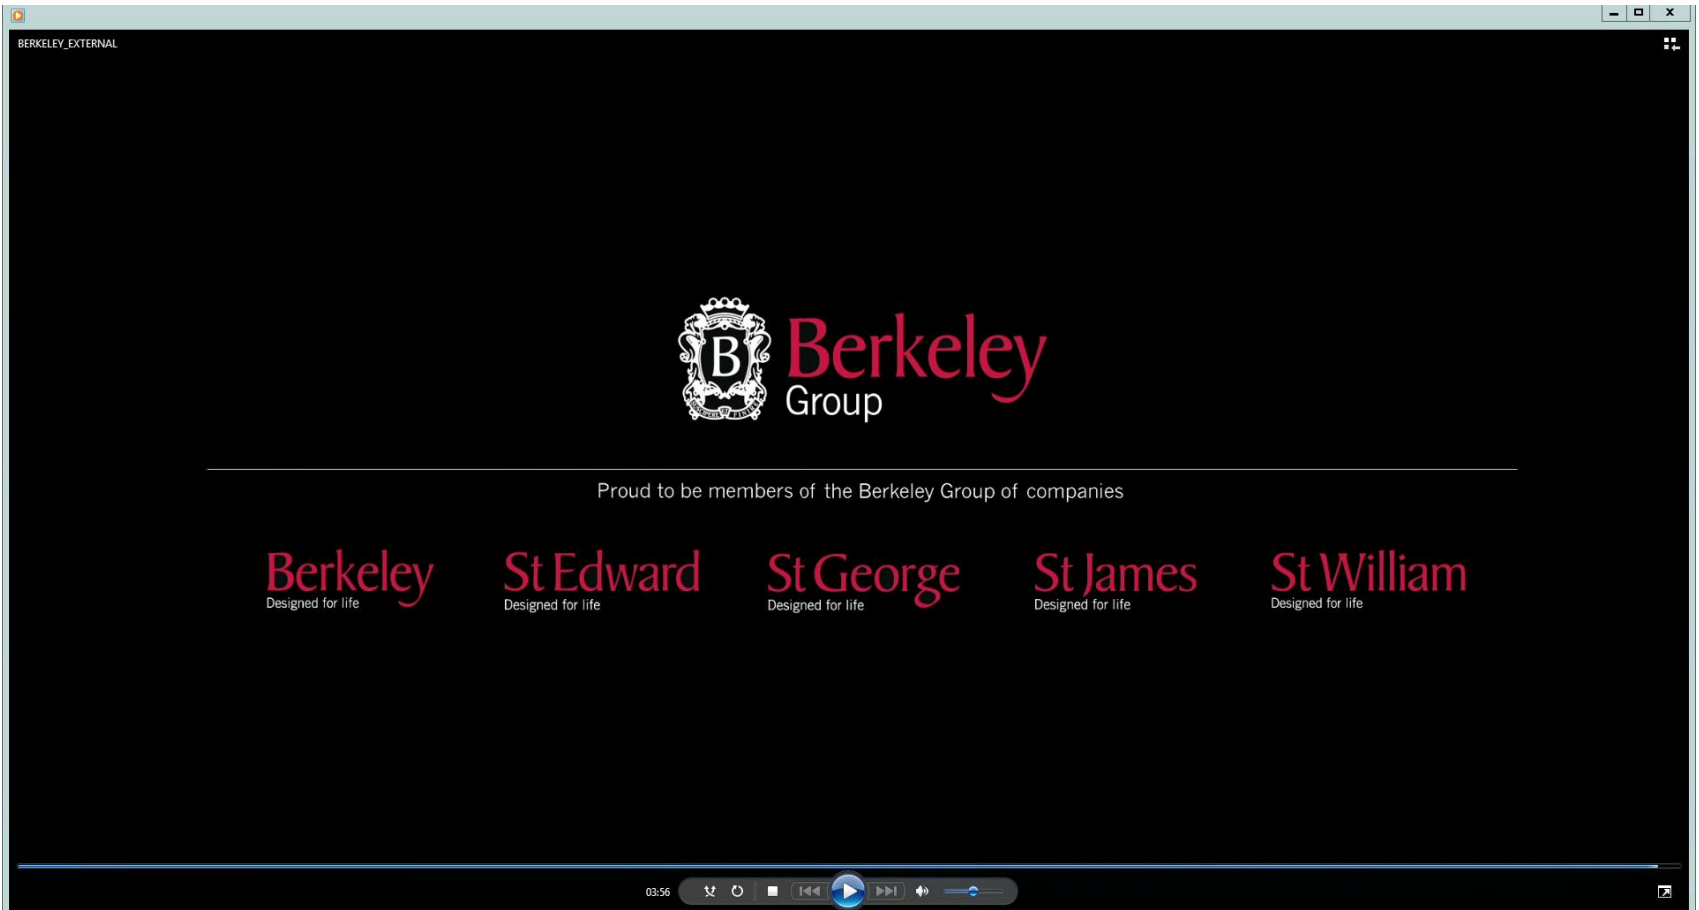 BERKELEY_EXTERNAL
B
Berkeley
Group
Proud to be members of the Berkeley Group of companies
Berkeley
Designed for life
St Edward
Designed for life
St George
Designed for life
St James
Designed for life
St William
Designed for life
03:56